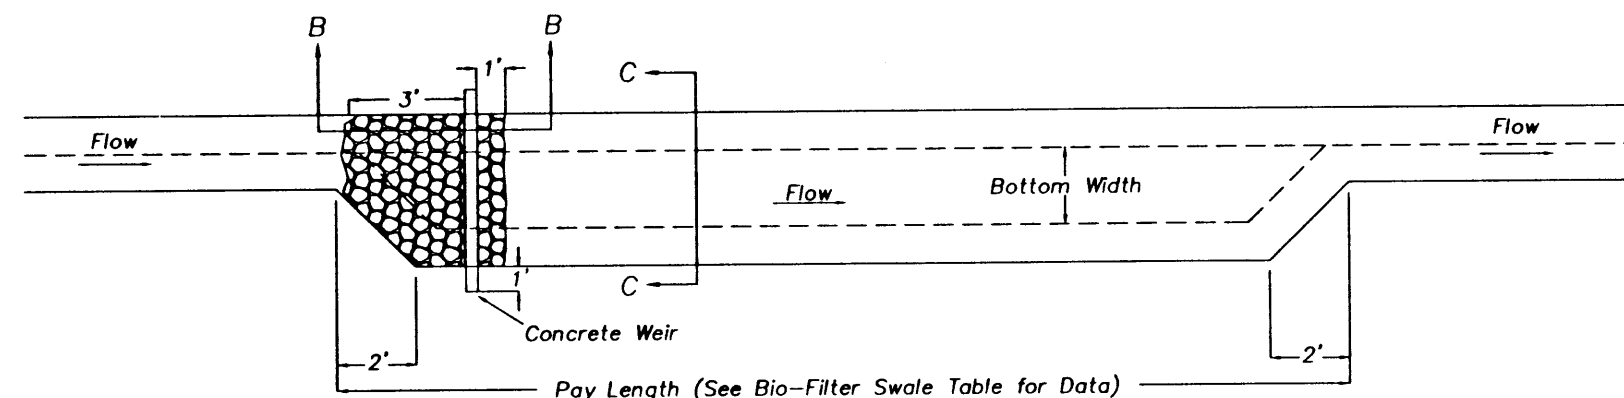 B
B
1'
C
3'
Flow
Flow
Bottom Width
Flow
1'
C
Concrete Weir
2'
2'
Pay Length (See Bio-Filter Swale Table for Data)